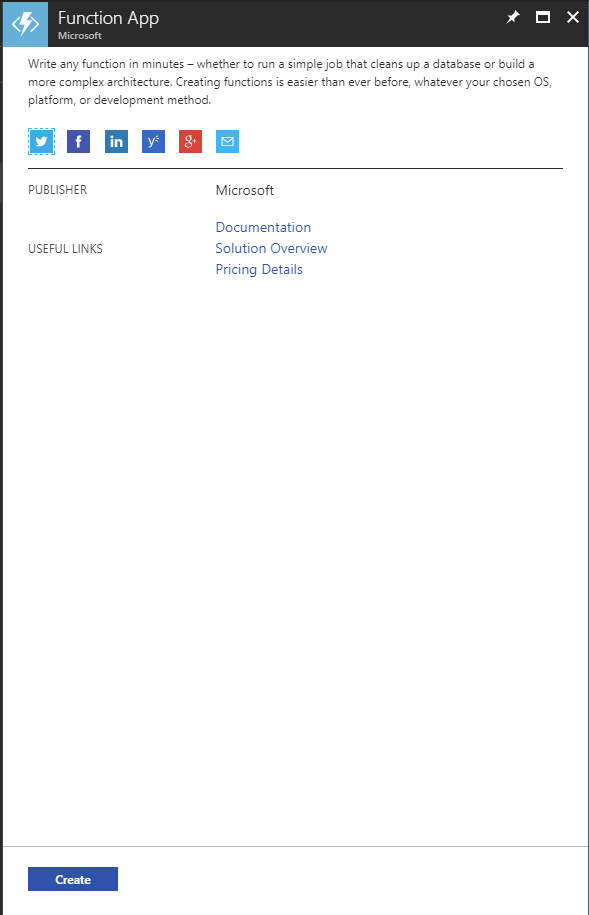 Function App
Microsoft
Write any function in minutes – whether to run a simple job that cleans up a database or build a
more complex architecture. Creating functions is easier than ever before, whatever your chosen OS,
platform, or development method.
PUBLISHER Microsoft
Documentation
USEFUL LINKS Solution Overview
Pricing Details
Create